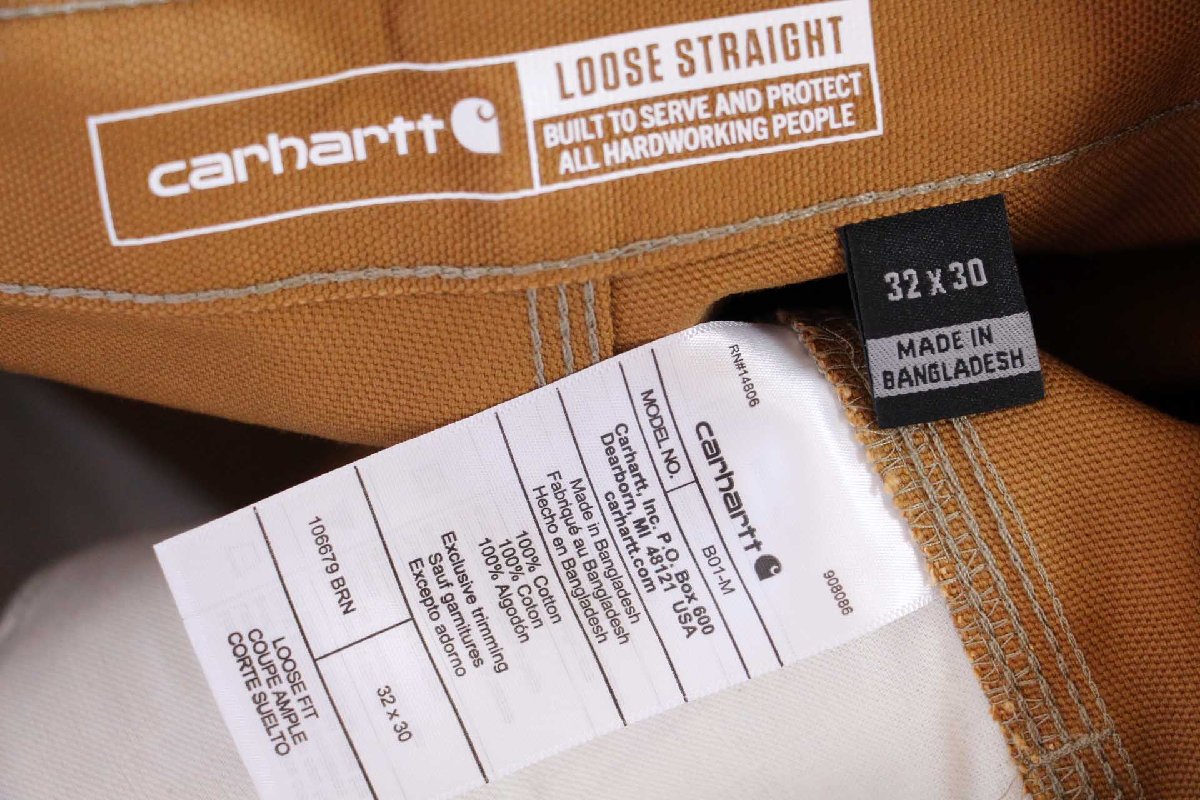 carhartt
LOOSE STRAIGHT
BUILT TO SERVE AND PROTECT
ALL HARDWORKING PEOPLE
32 X 30
MADE IN
BANGLADESH
RN#14806
908086
carhartt
MODEL NO.
B01-M
Carhartt, Inc. P.O. Box 600
Dearborn, MI 48121 USA
carhartt.com
Made in Bangladesh
Fabriqué au Bangladesh
Hecho en Bangladesh
100% Cotton
100% Coton
100% Algodón
Exclusive trimming
Sauf garnitures
Excepto adorno
106679 BRN
32 x 30
LOOSE FIT
COUPE AMPLE
CORTE SUELTO